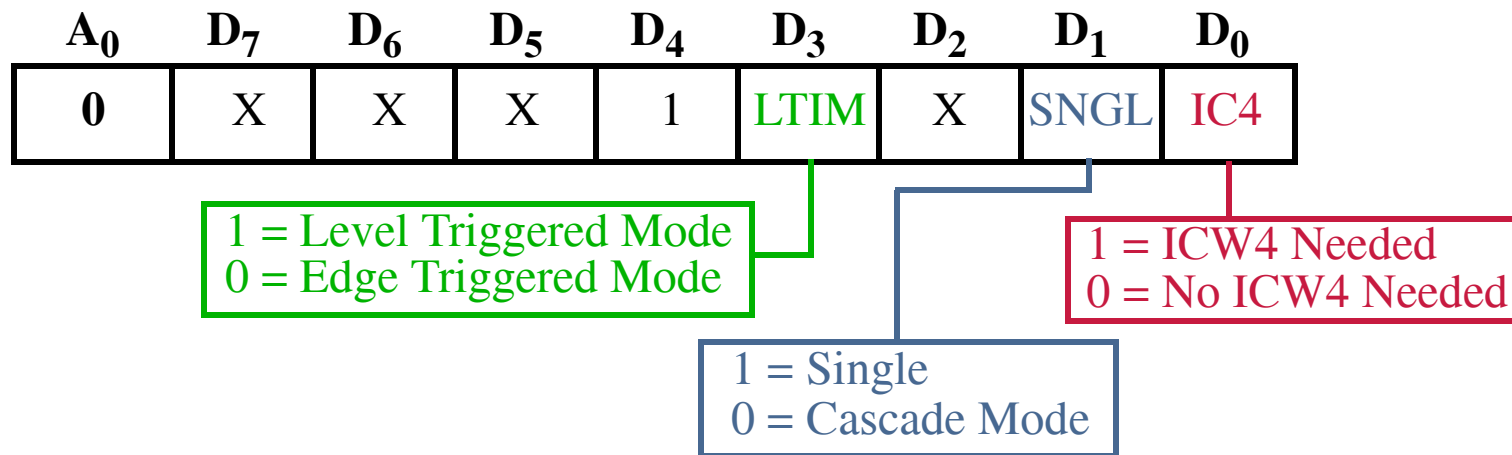 A0 D7 D6 D5 D4 D3 D2 D1 D0
0 X X X 1 LTIM X SNGL IC4
1 = Level Triggered Mode
0 = Edge Triggered Mode
1 = ICW4 Needed
0 = No ICW4 Needed
1 = Single
0 = Cascade Mode